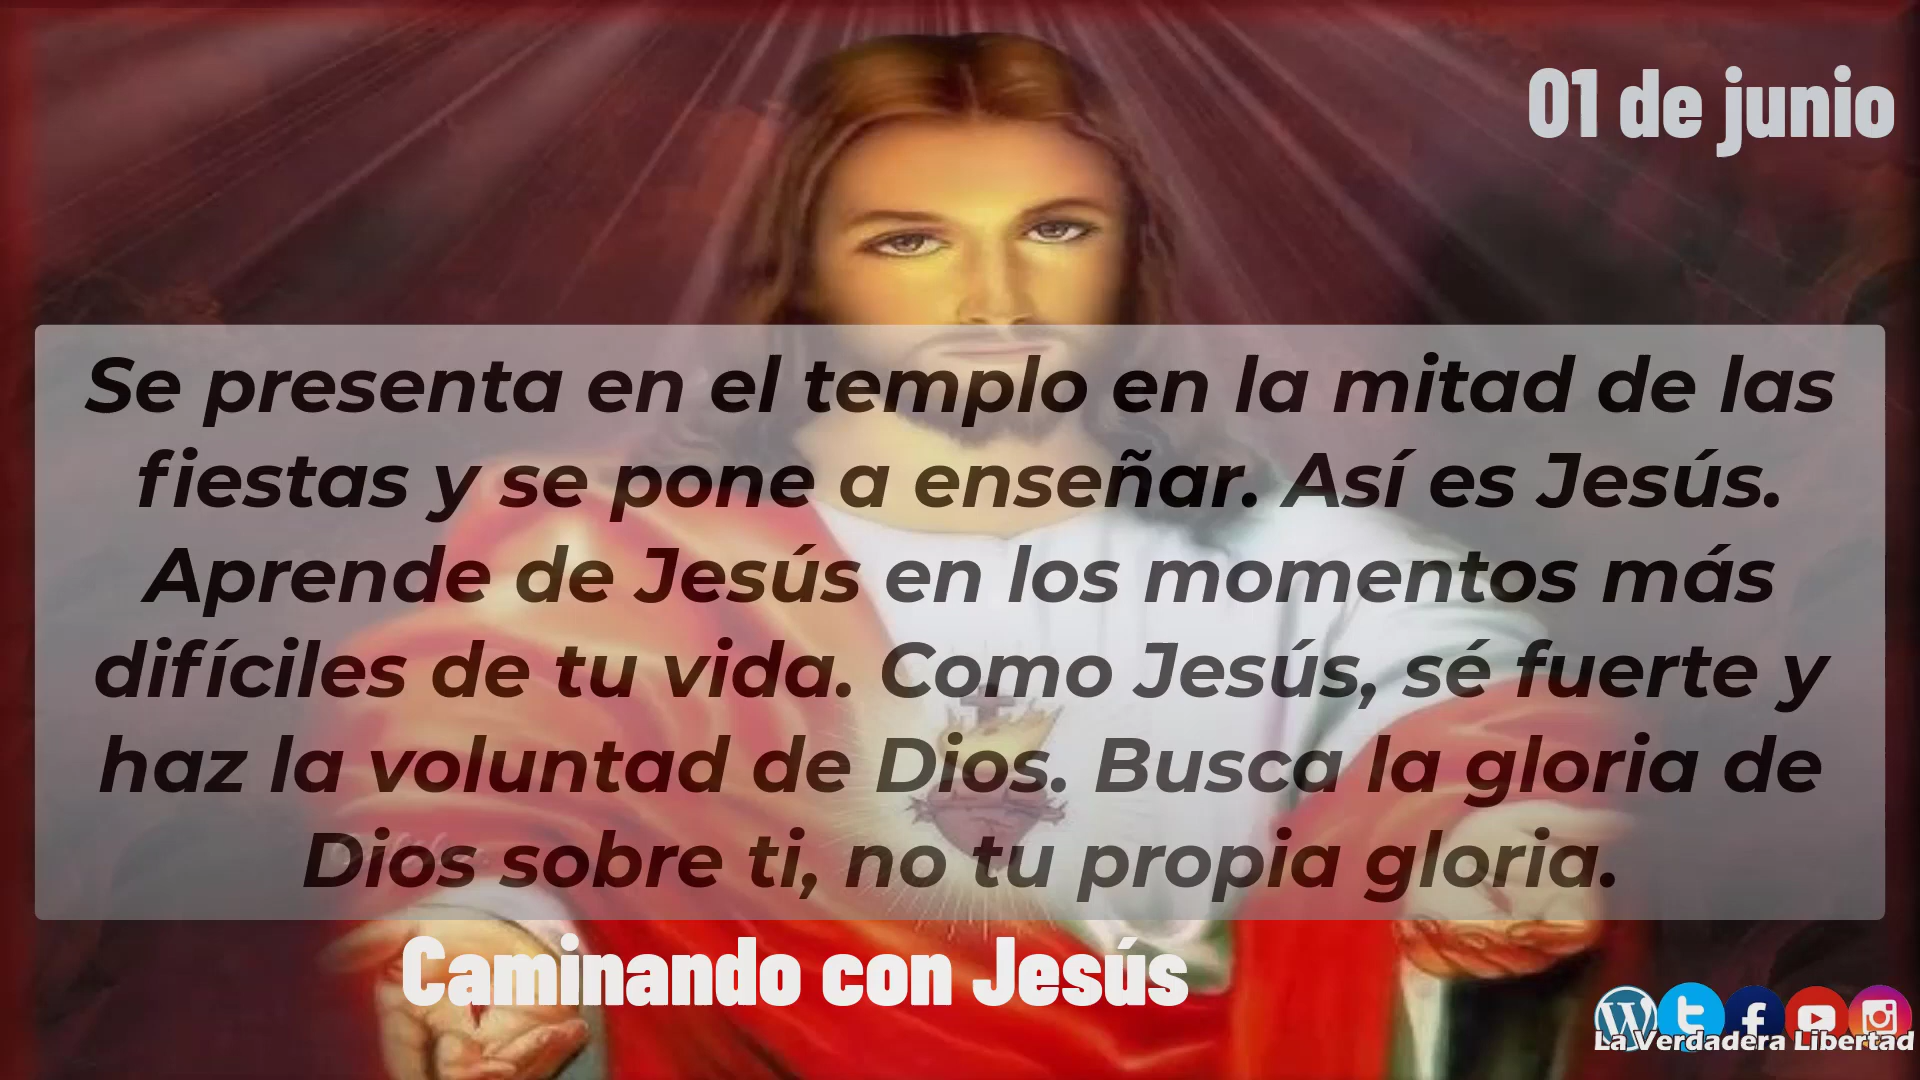 01 de junio
Se presenta en el templo en la mitad de las
fiestas y se pone a enseñar. Así es Jesús.
Aprende de Jesús en los momentos más
difíciles de tu vida. Como Jesús, sé fuerte y
haz la voluntad de Dios. Busca la gloria de
Dios sobre ti, no tu propia gloria.
Caminando con Jesús
La Verdadera Libertad